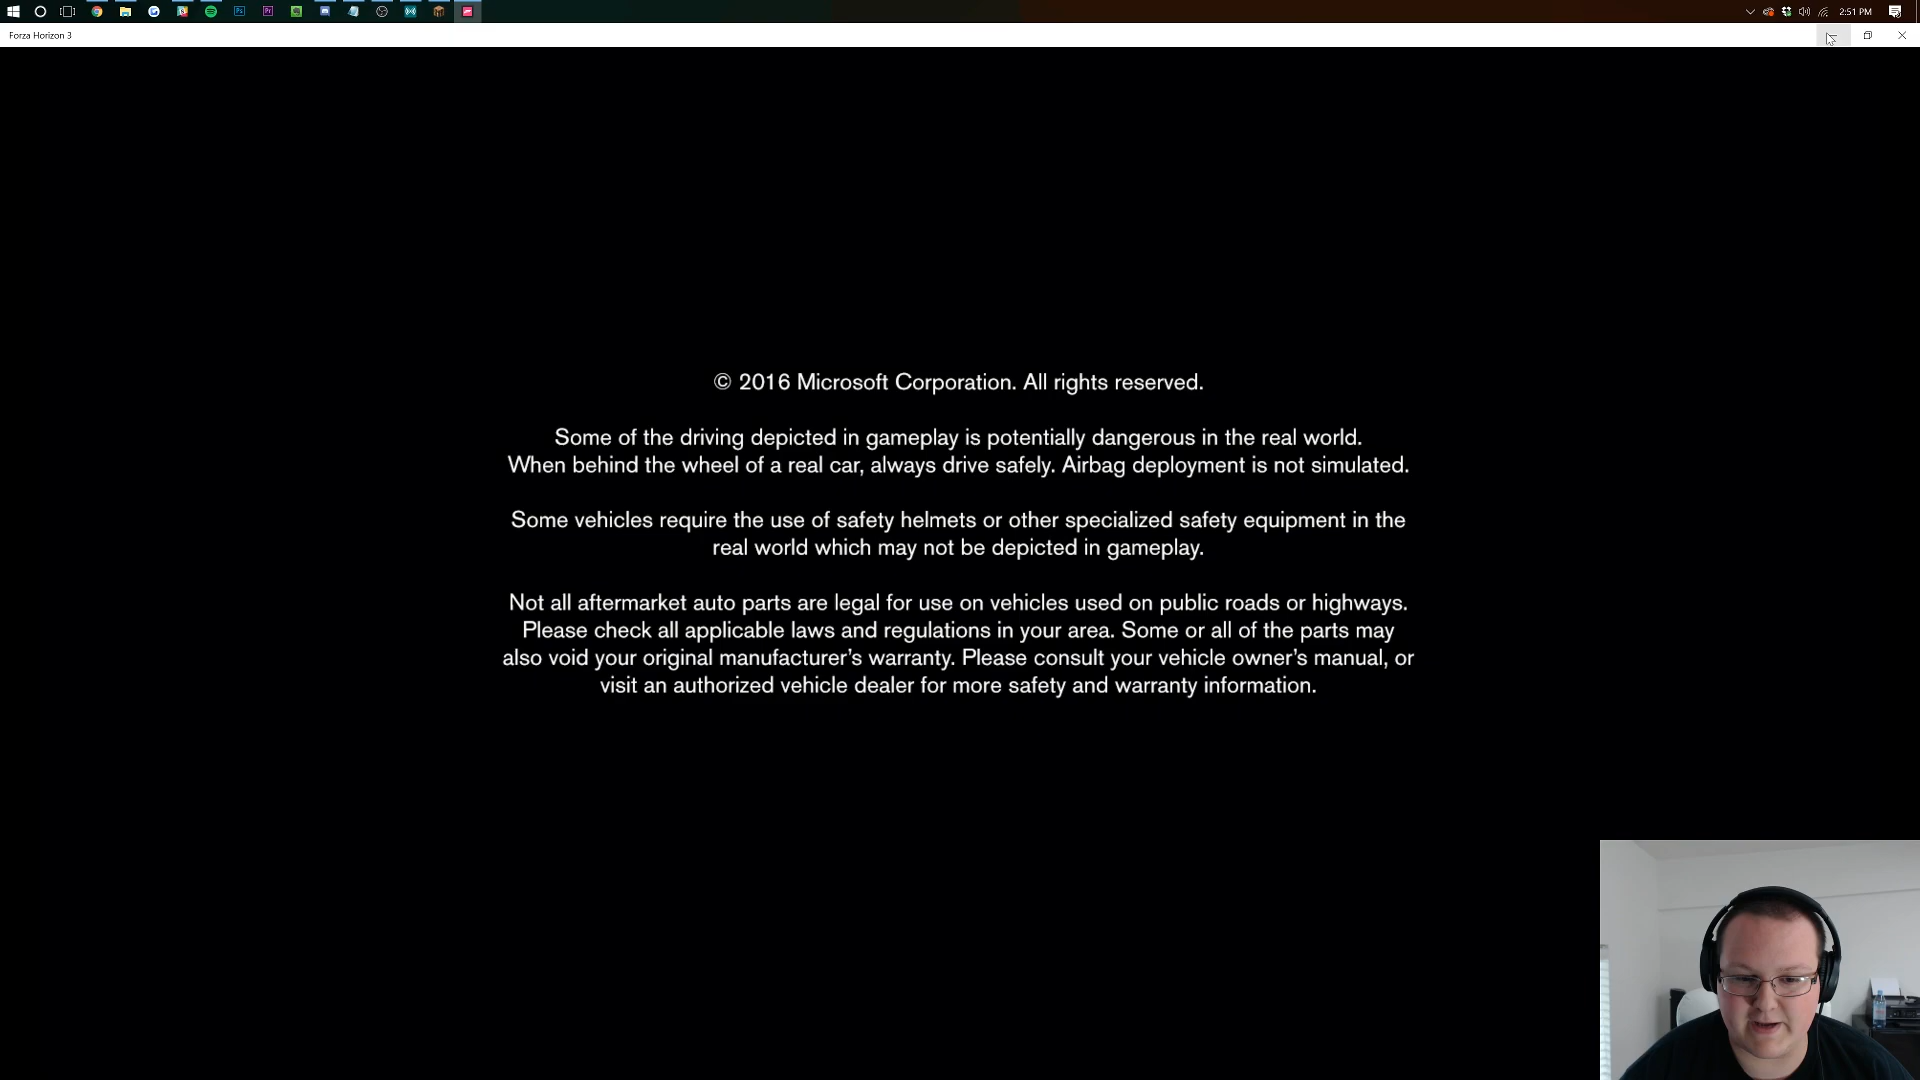 2:51 PM
Forza Horizon 3
© 2016 Microsoft Corporation. All rights reserved.
Some of the driving depicted in gameplay is potentially dangerous in the real world.
When behind the wheel of a real car, always drive safely. Airbag deployment is not simulated.
Some vehicles require the use of safety helmets or other specialized safety equipment in the
real world which may not be depicted in gameplay.
Not all aftermarket auto parts are legal for use on vehicles used on public roads or highways.
Please check all applicable laws and regulations in your area. Some or all of the parts may
also void your original manufacturer’s warranty. Please consult your vehicle owner’s manual, or
visit an authorized vehicle dealer for more safety and warranty information.